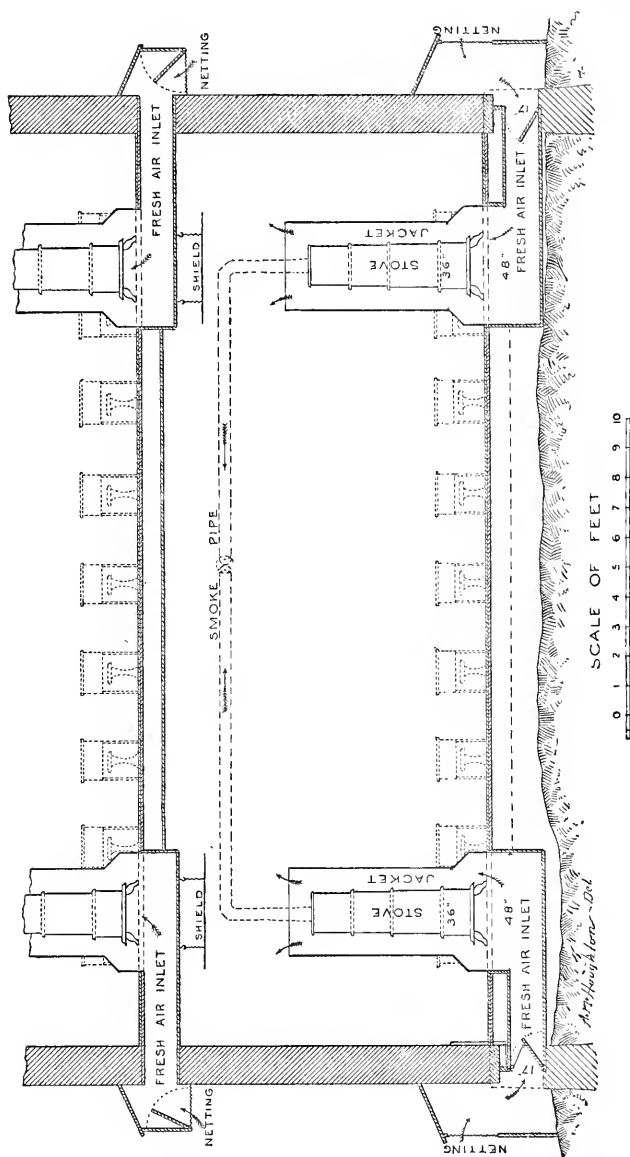 NETTING
NETTING
FRESH AIR INLET
FRESH AIR INLET
SHIELD
SHIELD
SMOKE PIPE
NETTING
NETTING
JACKET
JACKET
STOVE
STOVE
36"
36"
48"
48"
FRESH AIR INLET
FRESH AIR INLET
17"
17"
SCALE OF FEET
0 1 2 3 4 5 6 7 8 9 10